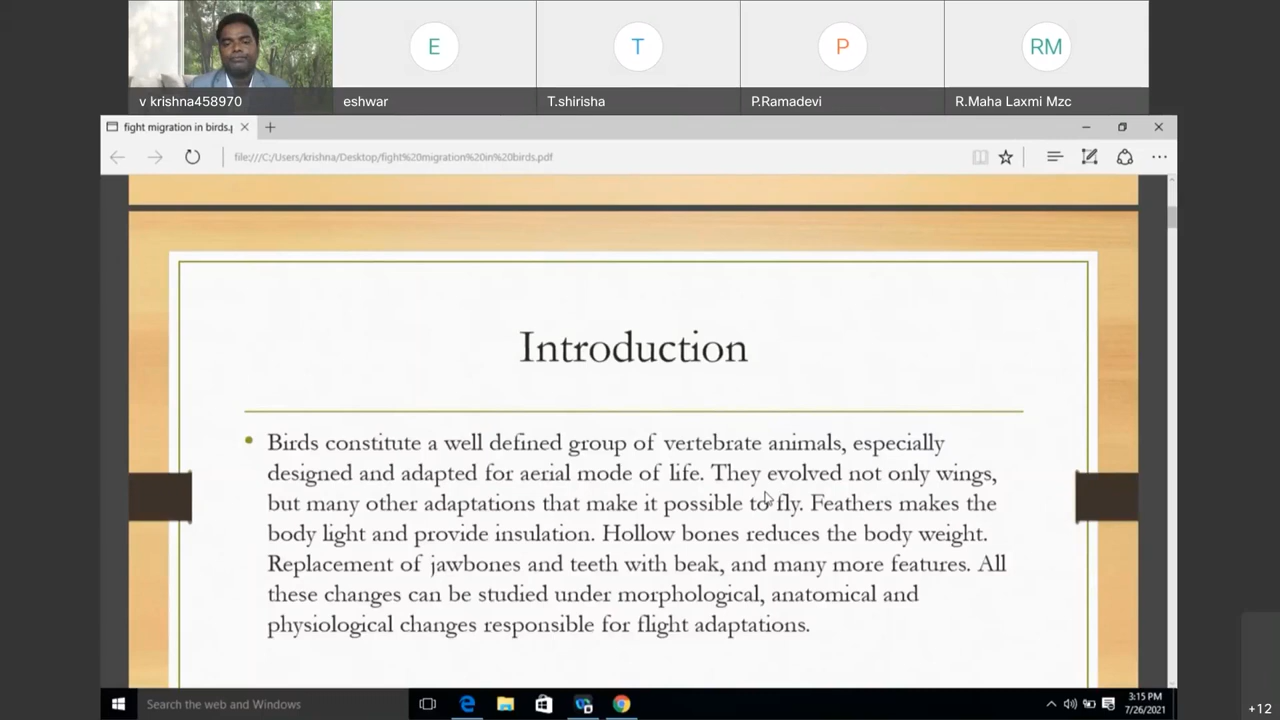 E
T
P
RM
v krishna458970
eshwar
T.shirisha
P.Ramadevi
R.Maha Laxmi Mzc
fight migration in birds.p
file:///C:/Users/krishna/Desktop/fight%20migration%20in%20birds.pdf
Introduction
• Birds constitute a well defined group of vertebrate animals, especially
designed and adapted for aerial mode of life. They evolved not only wings,
but many other adaptations that make it possible to fly. Feathers makes the
body light and provide insulation. Hollow bones reduces the body weight.
Replacement of jawbones and teeth with beak, and many more features. All
these changes can be studied under morphological, anatomical and
physiological changes responsible for flight adaptations.
Search the web and Windows
3:15 PM
7/26/2021
+12